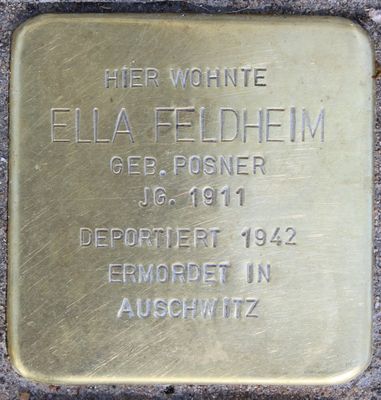 HIER WOHNTE
ELLA FELDHEIM
GEB. POSNER
JG. 1911
DEPORTIERT 1942
ERMORDET IN
AUSCHWITZ